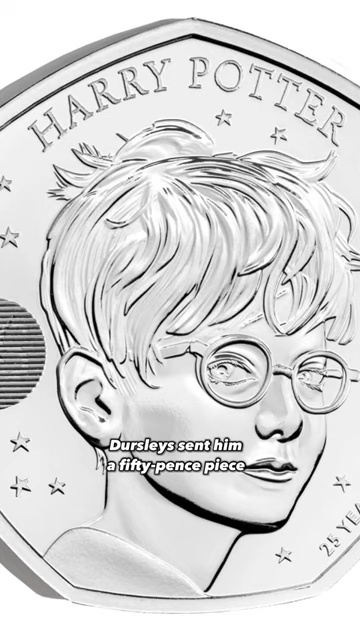 HARRY POTTER
Dursleys sent him
a fifty-pence piece
25 YEA